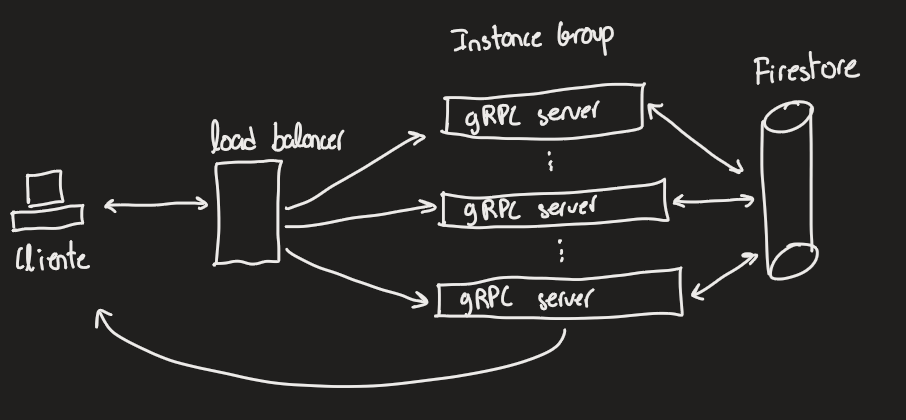 Instance Group
Firestore
load balancer
gRPC server
gRPC server
gRPC server
Cliente